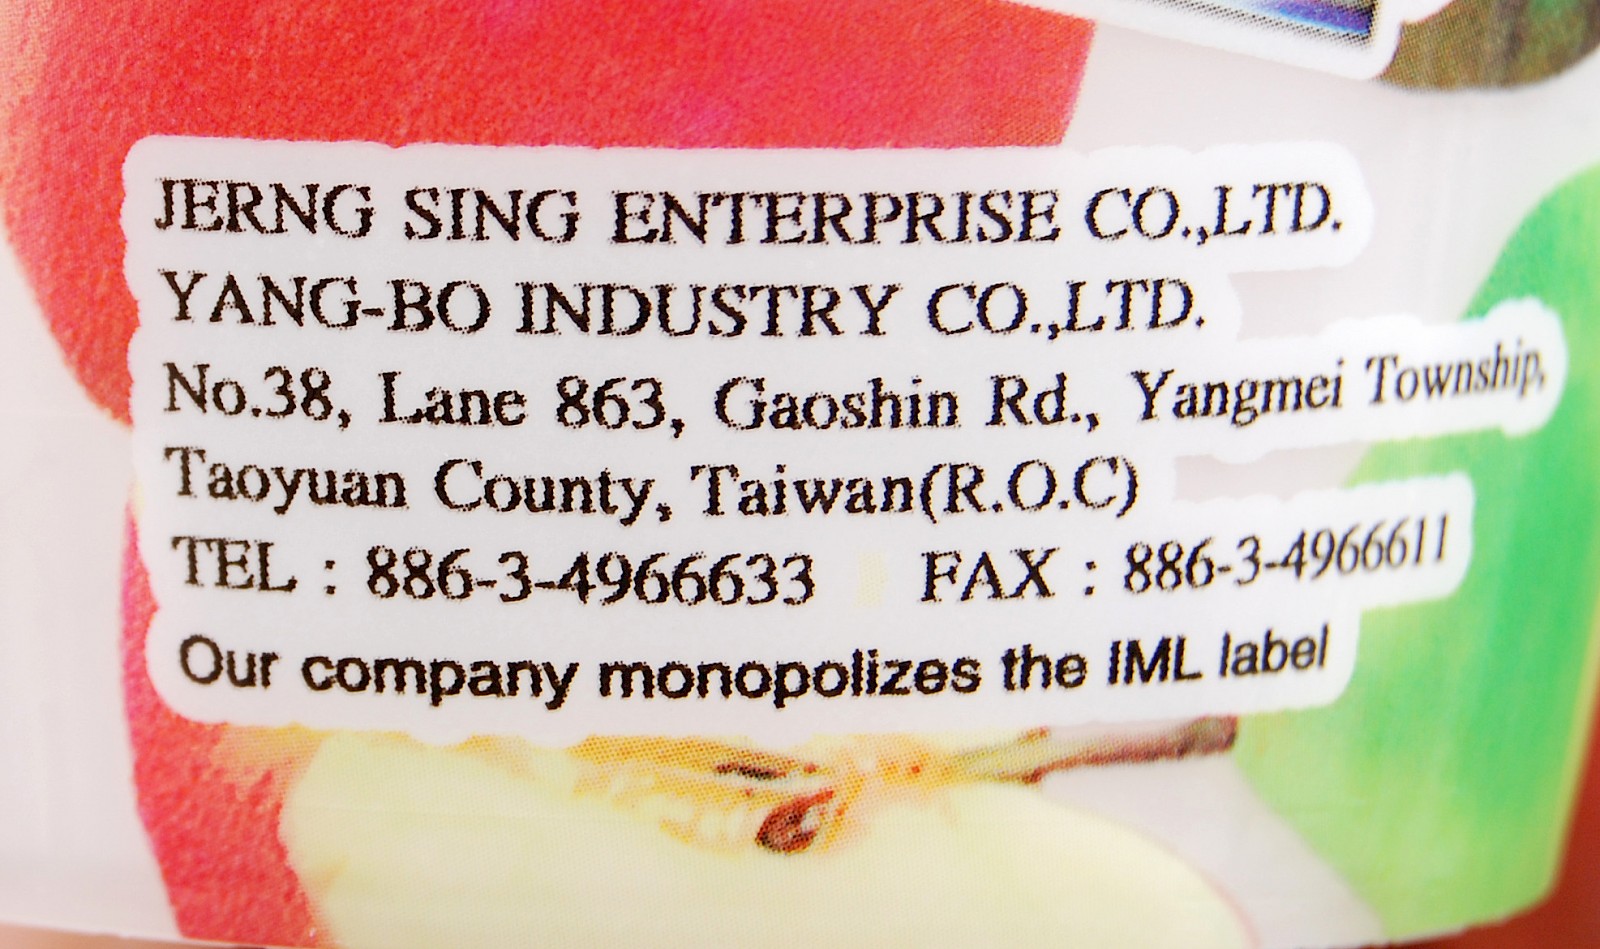 JERNG SING ENTERPRISE CO.,LTD.
YANG-BO INDUSTRY CO.,LTD.
No.38, Lane 863, Gaoshin Rd., Yangmei Township,
Taoyuan County, Taiwan(R.O.C)
TEL : 886-3-4966633 FAX : 886-3-4966611
Our company monopolizes the IML label